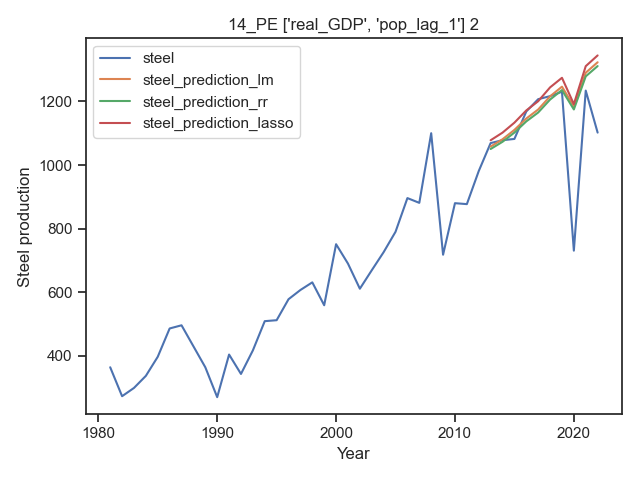 14_PE ['real_GDP', 'pop_lag_1'] 2
steel
steel_prediction_lm
steel_prediction_rr
steel_prediction_lasso
1200
1000
800
600
400
Steel production
1980
1990
2000
2010
2020
Year